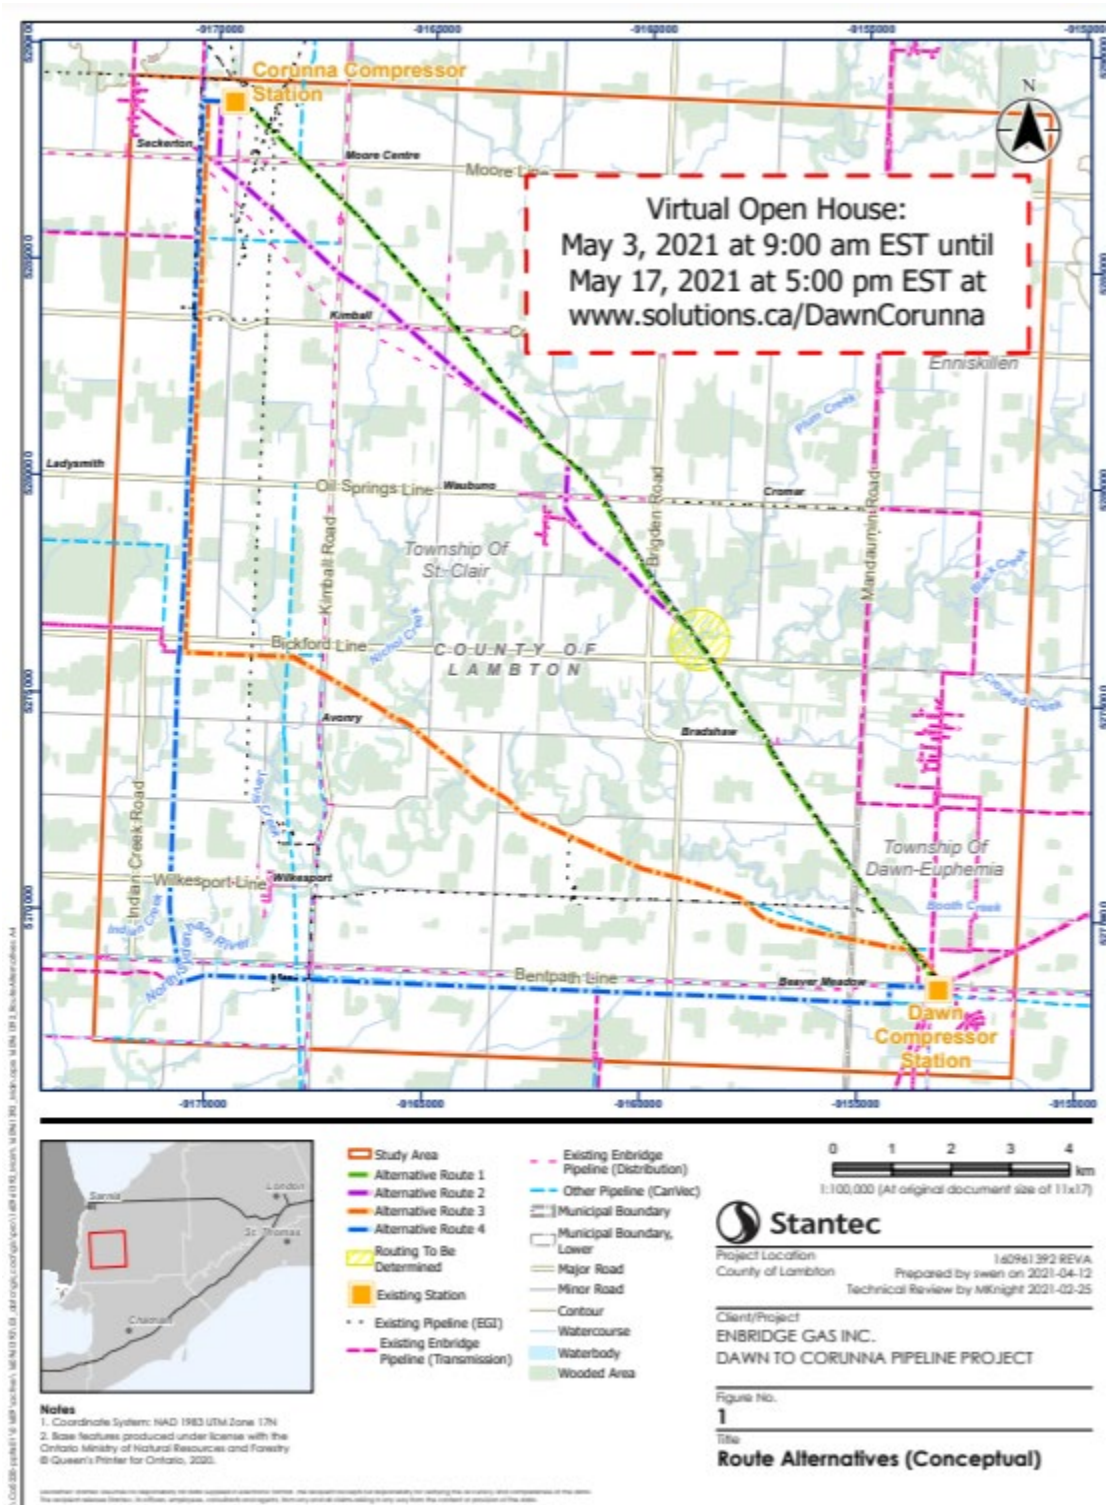 -9170000
-9165000
-9160000
-9155000
Corunna Compressor
Station
N
Seckerton
Moore Centre
Moore Line
Virtual Open House:
May 3, 2021 at 9:00 am EST until
May 17, 2021 at 5:00 pm EST at
www.solutions.ca/DawnCorunna
Kimball
Enniskillen
Plum Creek
Ladysmith
Oil Springs Line
Waubuno
Cromar
Brigden Road
Mandaumin Road
Kimball Road
Township Of
St. Clair
Black Creek
Nichol Creek
Bickford Line
COUNTY OF
LAMBTON
Crooked Creek
Avonry
Bradshaw
Indian Creek Road
Township Of
Dawn-Euphemia
Wilkesport Line
Wilkesport
Indian Creek
Booth Creek
North Sydenham River
Bentpath Line
Beaver Meadow
Dawn
Compressor
Station
-9170000
-9165000
-9160000
-9155000
-9150000
Sarnia
London
St. Thomas
Chatham
Study Area
Alternative Route 1
Alternative Route 2
Alternative Route 3
Alternative Route 4
Routing To Be
Determined
Existing Station
Existing Pipeline (EGI)
Existing Enbridge
Pipeline (Transmission)
Existing Enbridge
Pipeline (Distribution)
Other Pipeline (CanVec)
Municipal Boundary
Municipal Boundary,
Lower
Major Road
Minor Road
Contour
Watercourse
Waterbody
Wooded Area
0 1 2 3 4
km
1:100,000 (At original document size of 11x17)
Stantec
Project Location
County of Lambton
160961392 REVA
Prepared by swen on 2021-04-12
Technical Review by MKnight 2021-02-25
Client/Project
ENBRIDGE GAS INC.
DAWN TO CORUNNA PIPELINE PROJECT
Figure No.
1
Title
Route Alternatives (Conceptual)
Notes
1. Coordinate System: NAD 1983 UTM Zone 17N
2. Base features produced under license with the
Ontario Ministry of Natural Resources and Forestry
© Queen's Printer for Ontario, 2020.